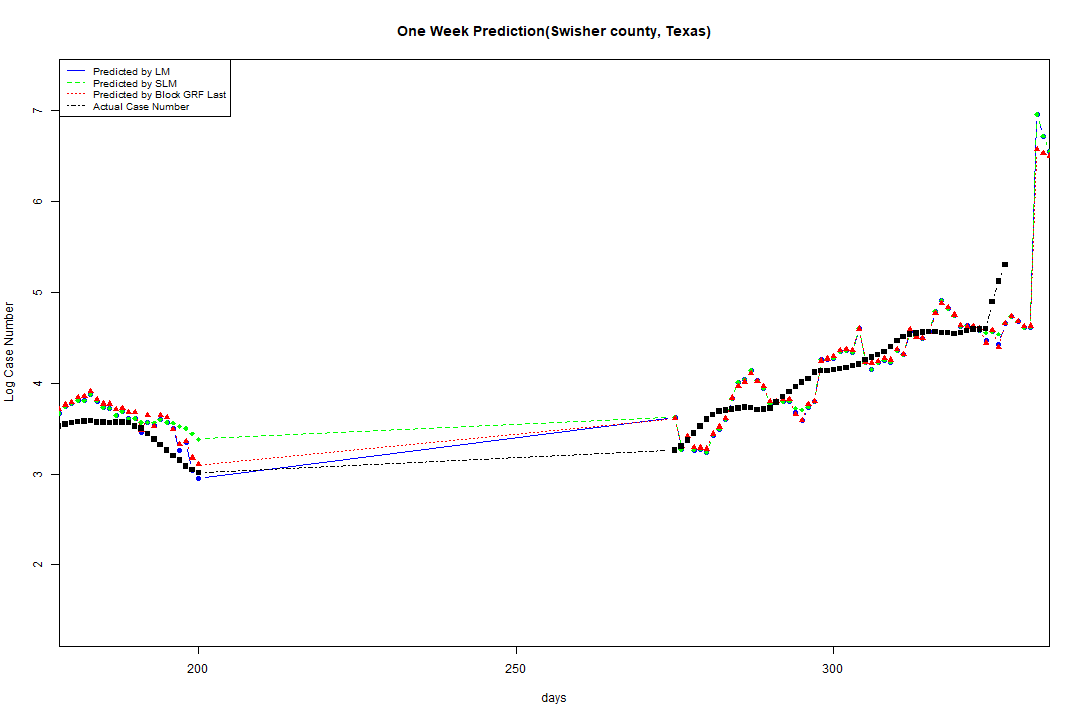 One Week Prediction(Swisher county, Texas)
Predicted by LM
Predicted by SLM
Predicted by Block GRF Last
Actual Case Number
7
6
5
4
3
2
Log Case Number
200
250
300
days